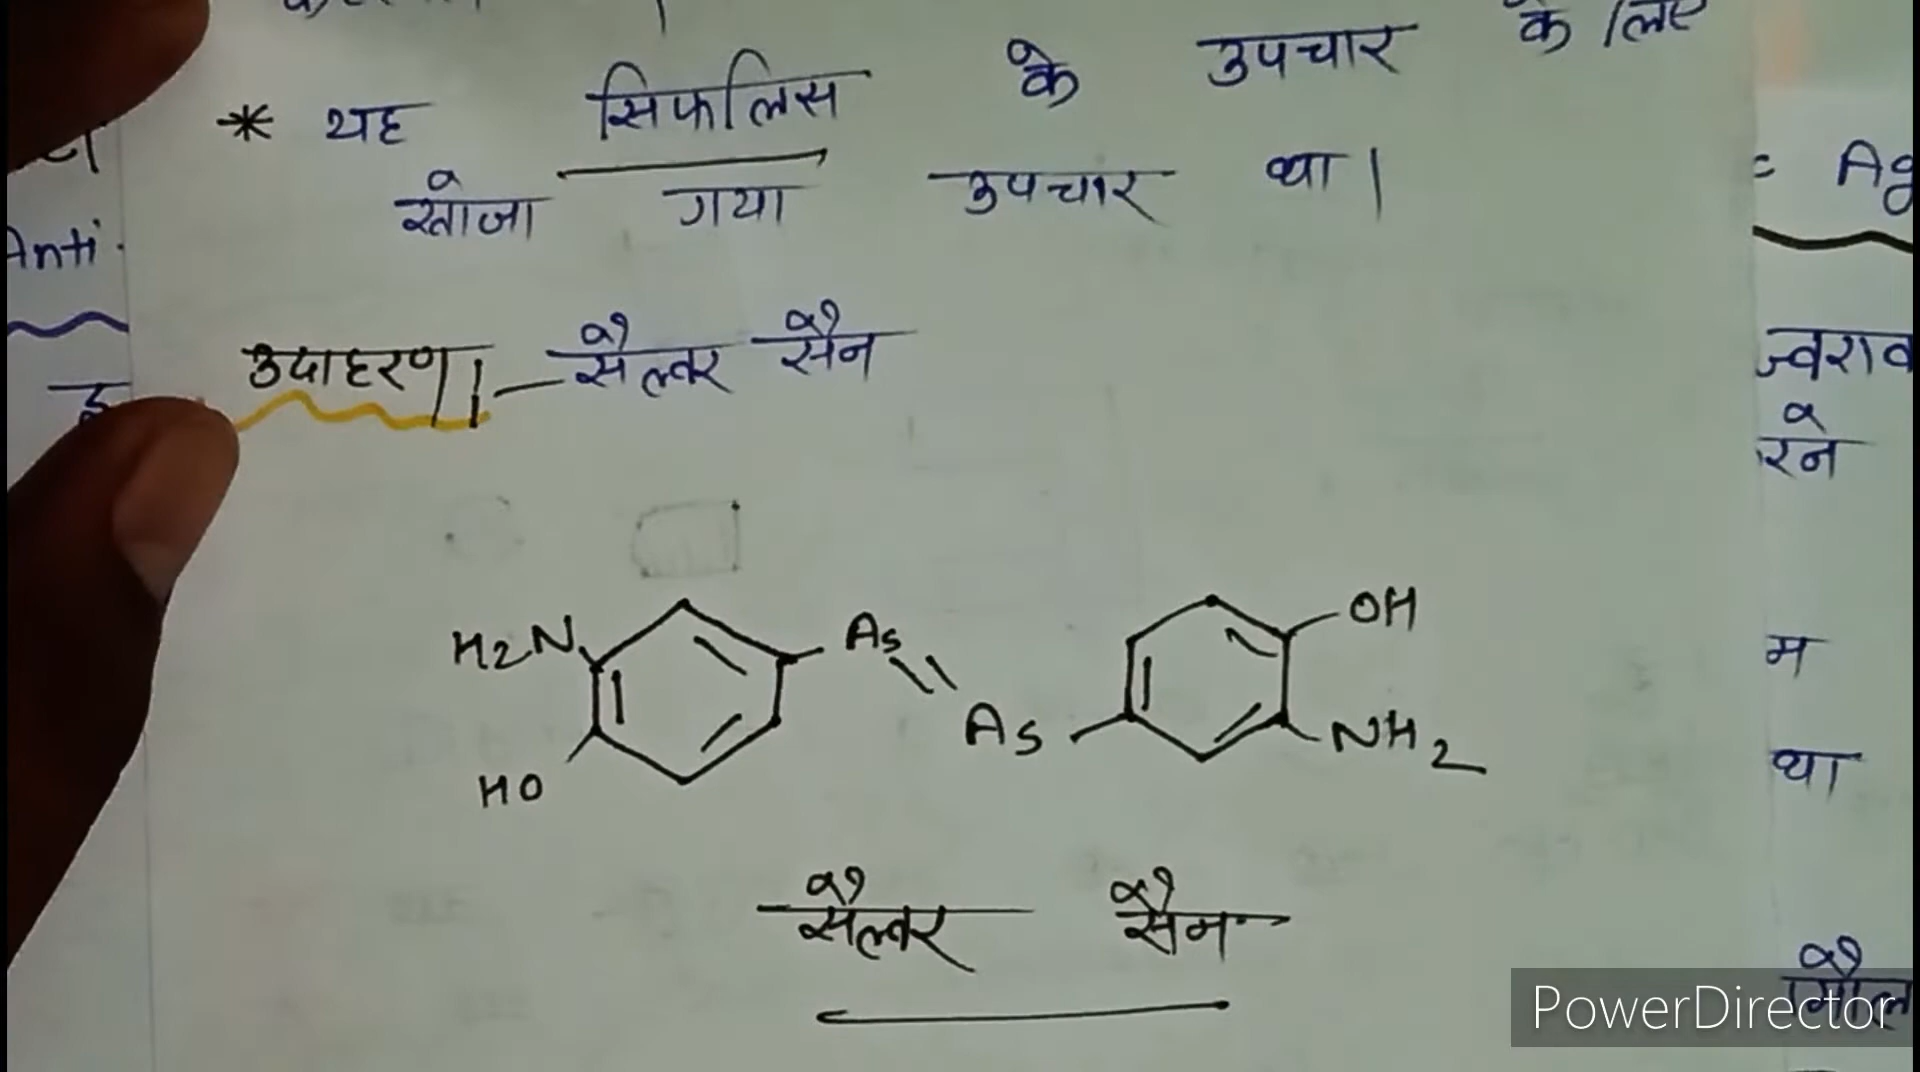 * यह सिफलिस के उपचार के लिए
खोजा गया उपचार था।
उदाहरण।— सैल्वर सैन
H2N
As
As
HO
OH
NH2
सैल्वर सैन
Anti
= Ag
ज्वराव
रने
म
था
PowerDirector